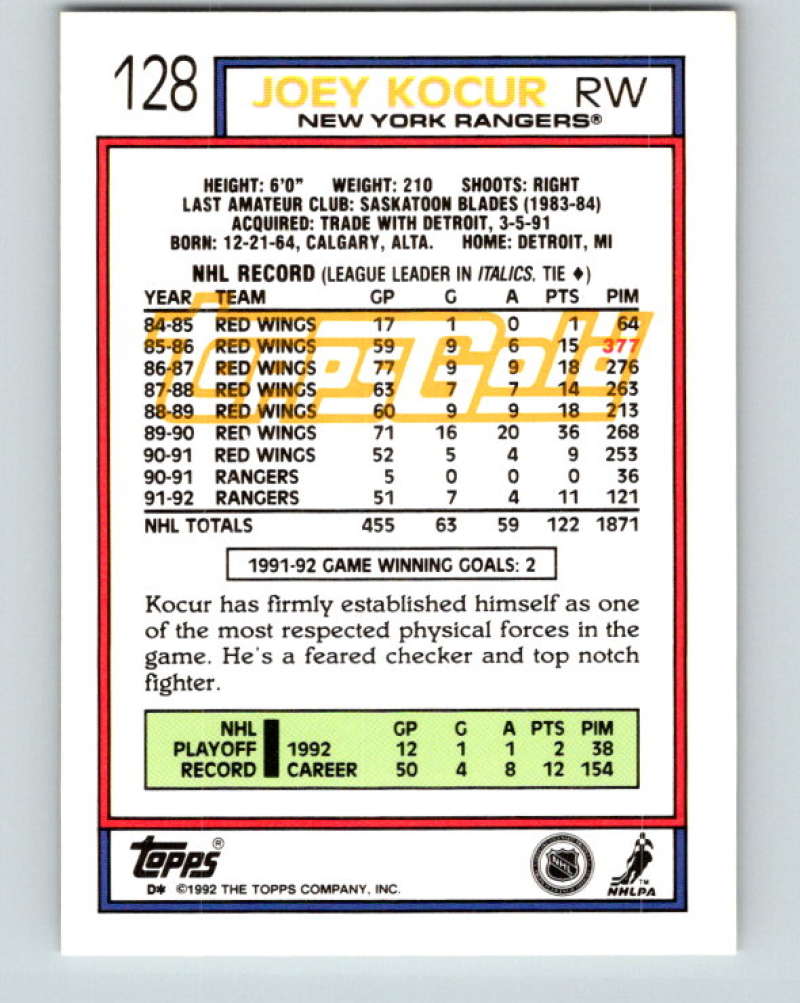 128
JOEY KOCUR RW
NEW YORK RANGERS®
HEIGHT: 6'0" WEIGHT: 210 SHOOTS: RIGHT
LAST AMATEUR CLUB: SASKATOON BLADES (1983-84)
ACQUIRED: TRADE WITH DETROIT, 3-5-91
BORN: 12-21-64, CALGARY, ALTA. HOME: DETROIT, MI
NHL RECORD (LEAGUE LEADER IN ITALICS, TIE ♦)
YEAR TEAM GP G A PTS PIM
84-85 RED WINGS 17 1 0 1 64
85-86 RED WINGS 59 9 6 15 377
86-87 RED WINGS 77 9 9 18 276
87-88 RED WINGS 63 7 7 14 263
88-89 RED WINGS 60 9 9 18 213
89-90 RED WINGS 71 16 20 36 268
90-91 RED WINGS 52 5 4 9 253
90-91 RANGERS 5 0 0 0 36
91-92 RANGERS 51 7 4 11 121
NHL TOTALS 455 63 59 122 1871
Topps Gold
1991-92 GAME WINNING GOALS: 2
Kocur has firmly established himself as one
of the most respected physical forces in the
game. He's a feared checker and top notch
fighter.
NHL GP G A PTS PIM
PLAYOFF 1992 12 1 1 2 38
RECORD CAREER 50 4 8 12 154
TOPPS®
D* ©1992 THE TOPPS COMPANY, INC.
NHL
NHLPA™